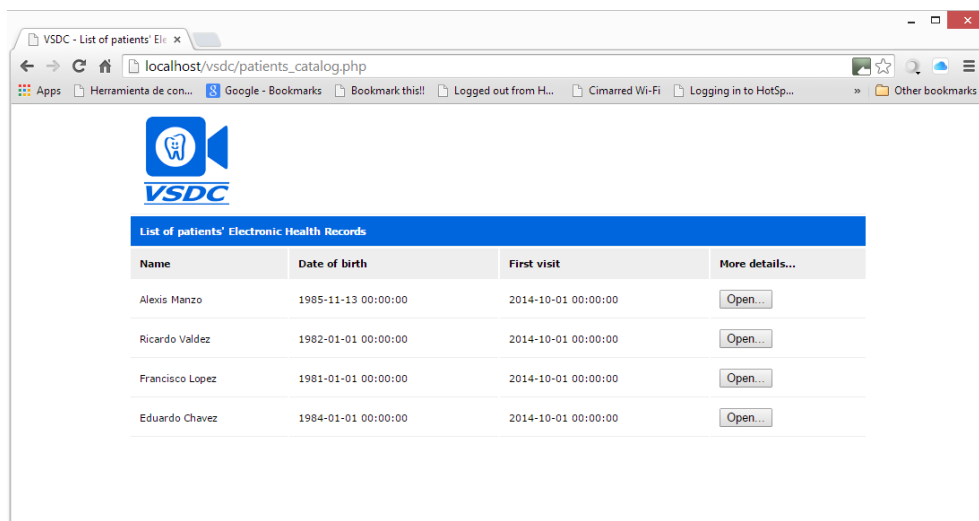 VSDC - List of patients' Ele
localhost/vsdc/patients_catalog.php
Apps Herramienta de con... Google - Bookmarks Bookmark this!! Logged out from H... Cimarred Wi-Fi Logging in to HotSp... » Other bookmarks
VSDC
List of patients' Electronic Health Records
Name Date of birth First visit More details...
Alexis Manzo 1985-11-13 00:00:00 2014-10-01 00:00:00 Open...
Ricardo Valdez 1982-01-01 00:00:00 2014-10-01 00:00:00 Open...
Francisco Lopez 1981-01-01 00:00:00 2014-10-01 00:00:00 Open...
Eduardo Chavez 1984-01-01 00:00:00 2014-10-01 00:00:00 Open...